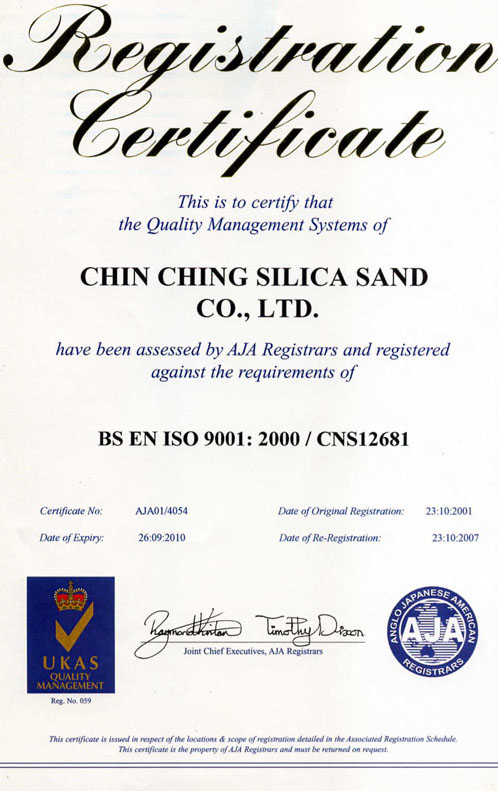 Registration
Certificate
This is to certify that
the Quality Management Systems of
CHIN CHING SILICA SAND
CO., LTD.
have been assessed by AJA Registrars and registered
against the requirements of
BS EN ISO 9001: 2000 / CNS12681
Certificate No: AJA01/4054 Date of Original Registration: 23:10:2001
Date of Expiry: 26:09:2010 Date of Re-Registration: 23:10:2007
UKAS
QUALITY
MANAGEMENT
Reg. No. 059
Timothy Dixon
Joint Chief Executives, AJA Registrars
ANGLO JAPANESE AMERICAN
AJA
REGISTRARS
This certificate is issued in respect of the locations & scope of registration detailed in the Associated Registration Schedule.
This certificate is the property of AJA Registrars and must be returned on request.